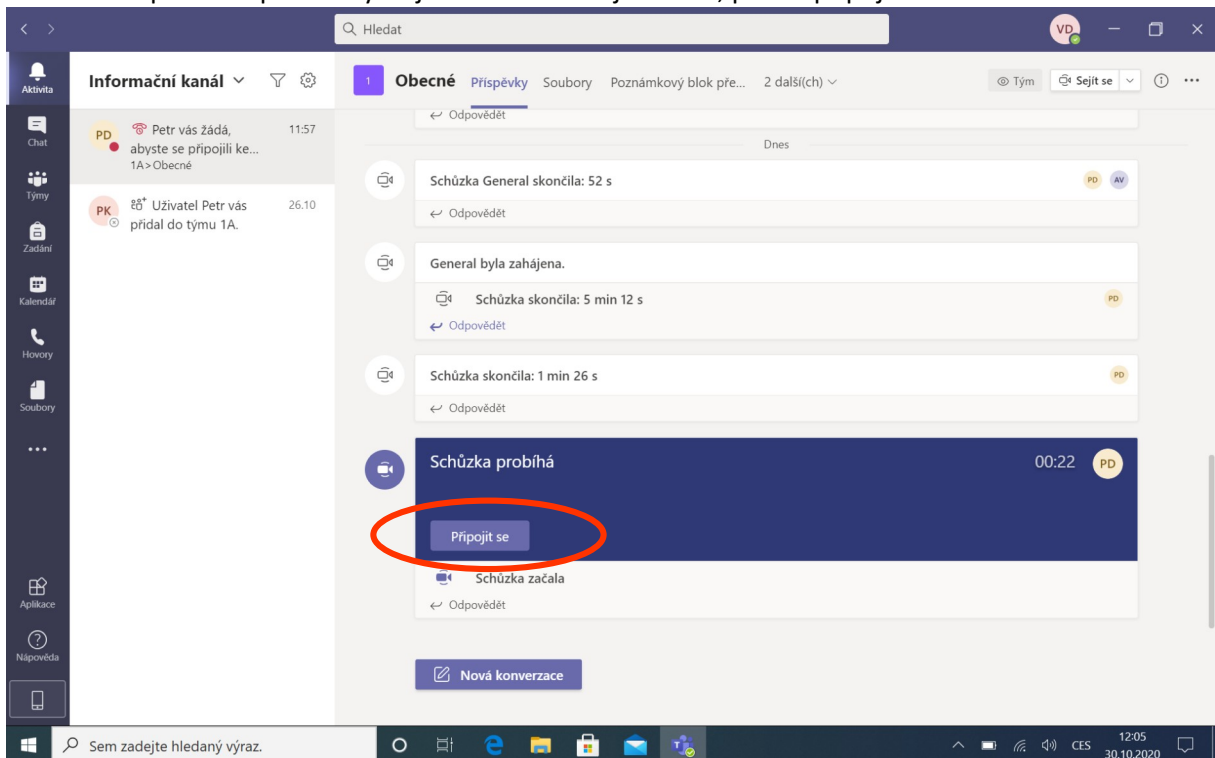 Hledat
VD
Aktivita
Chat
Týmy
Zadání
Kalendář
Hovory
Soubory
Aplikace
Nápověda
Informační kanál
PD
Petr vás žádá, 11:57
abyste se připojili ke...
1A > Obecné
PK
Uživatel Petr vás 26.10
přidal do týmu 1A.
1 Obecné Příspěvky Soubory Poznámkový blok pře... 2 další(ch)
Tým Sejít se
Odpovědět
Dnes
Schůzka General skončila: 52 s PD AV
Odpovědět
General byla zahájena.
Schůzka skončila: 5 min 12 s PD
Odpovědět
Schůzka skončila: 1 min 26 s PD
Odpovědět
Schůzka probíhá 00:22 PD
Připojit se
Schůzka začala
Odpovědět
Nová konverzace
Sem zadejte hledaný výraz.
CES 12:05
30.10.2020